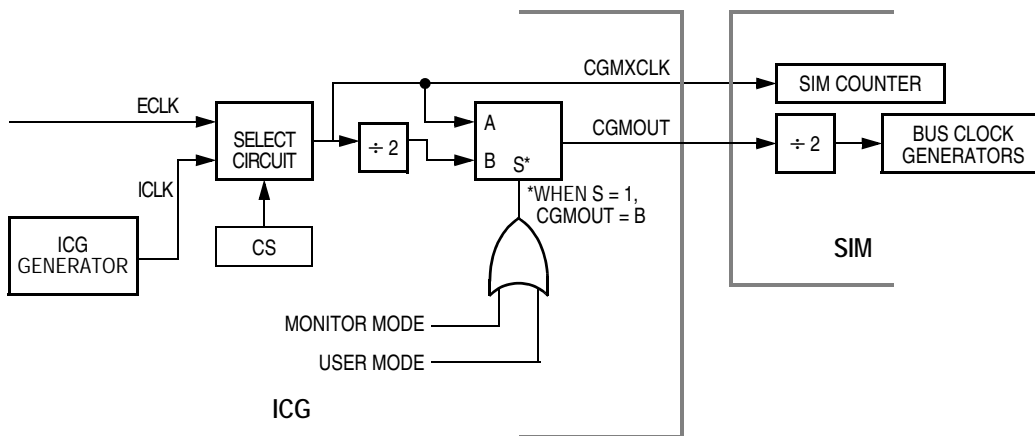 CGMXCLK
SIM COUNTER
ECLK
SELECT
CIRCUIT
÷ 2
A
B
S*
CGMOUT
÷ 2
BUS CLOCK
GENERATORS
ICLK
*WHEN S = 1,
CGMOUT = B
ICG
GENERATOR
CS
SIM
MONITOR MODE
USER MODE
ICG